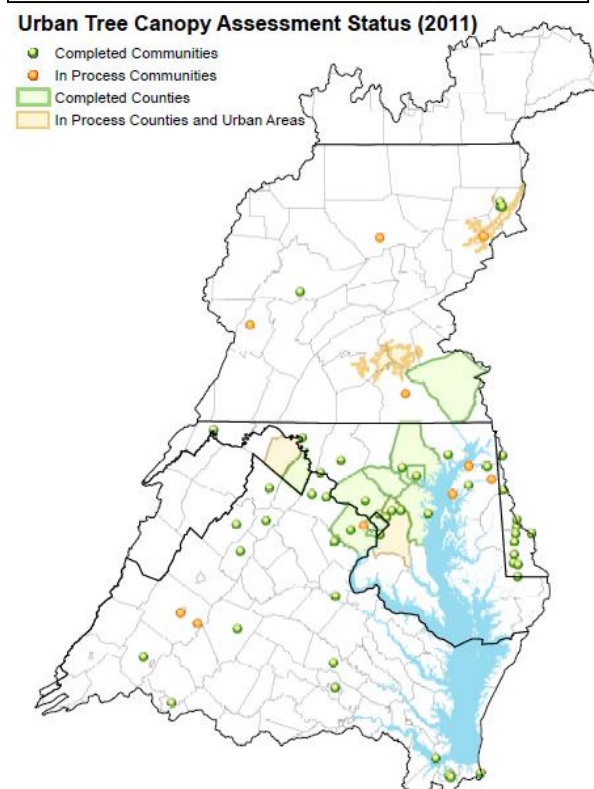 Urban Tree Canopy Assessment Status (2011)
Completed Communities
In Process Communities
Completed Counties
In Process Counties and Urban Areas